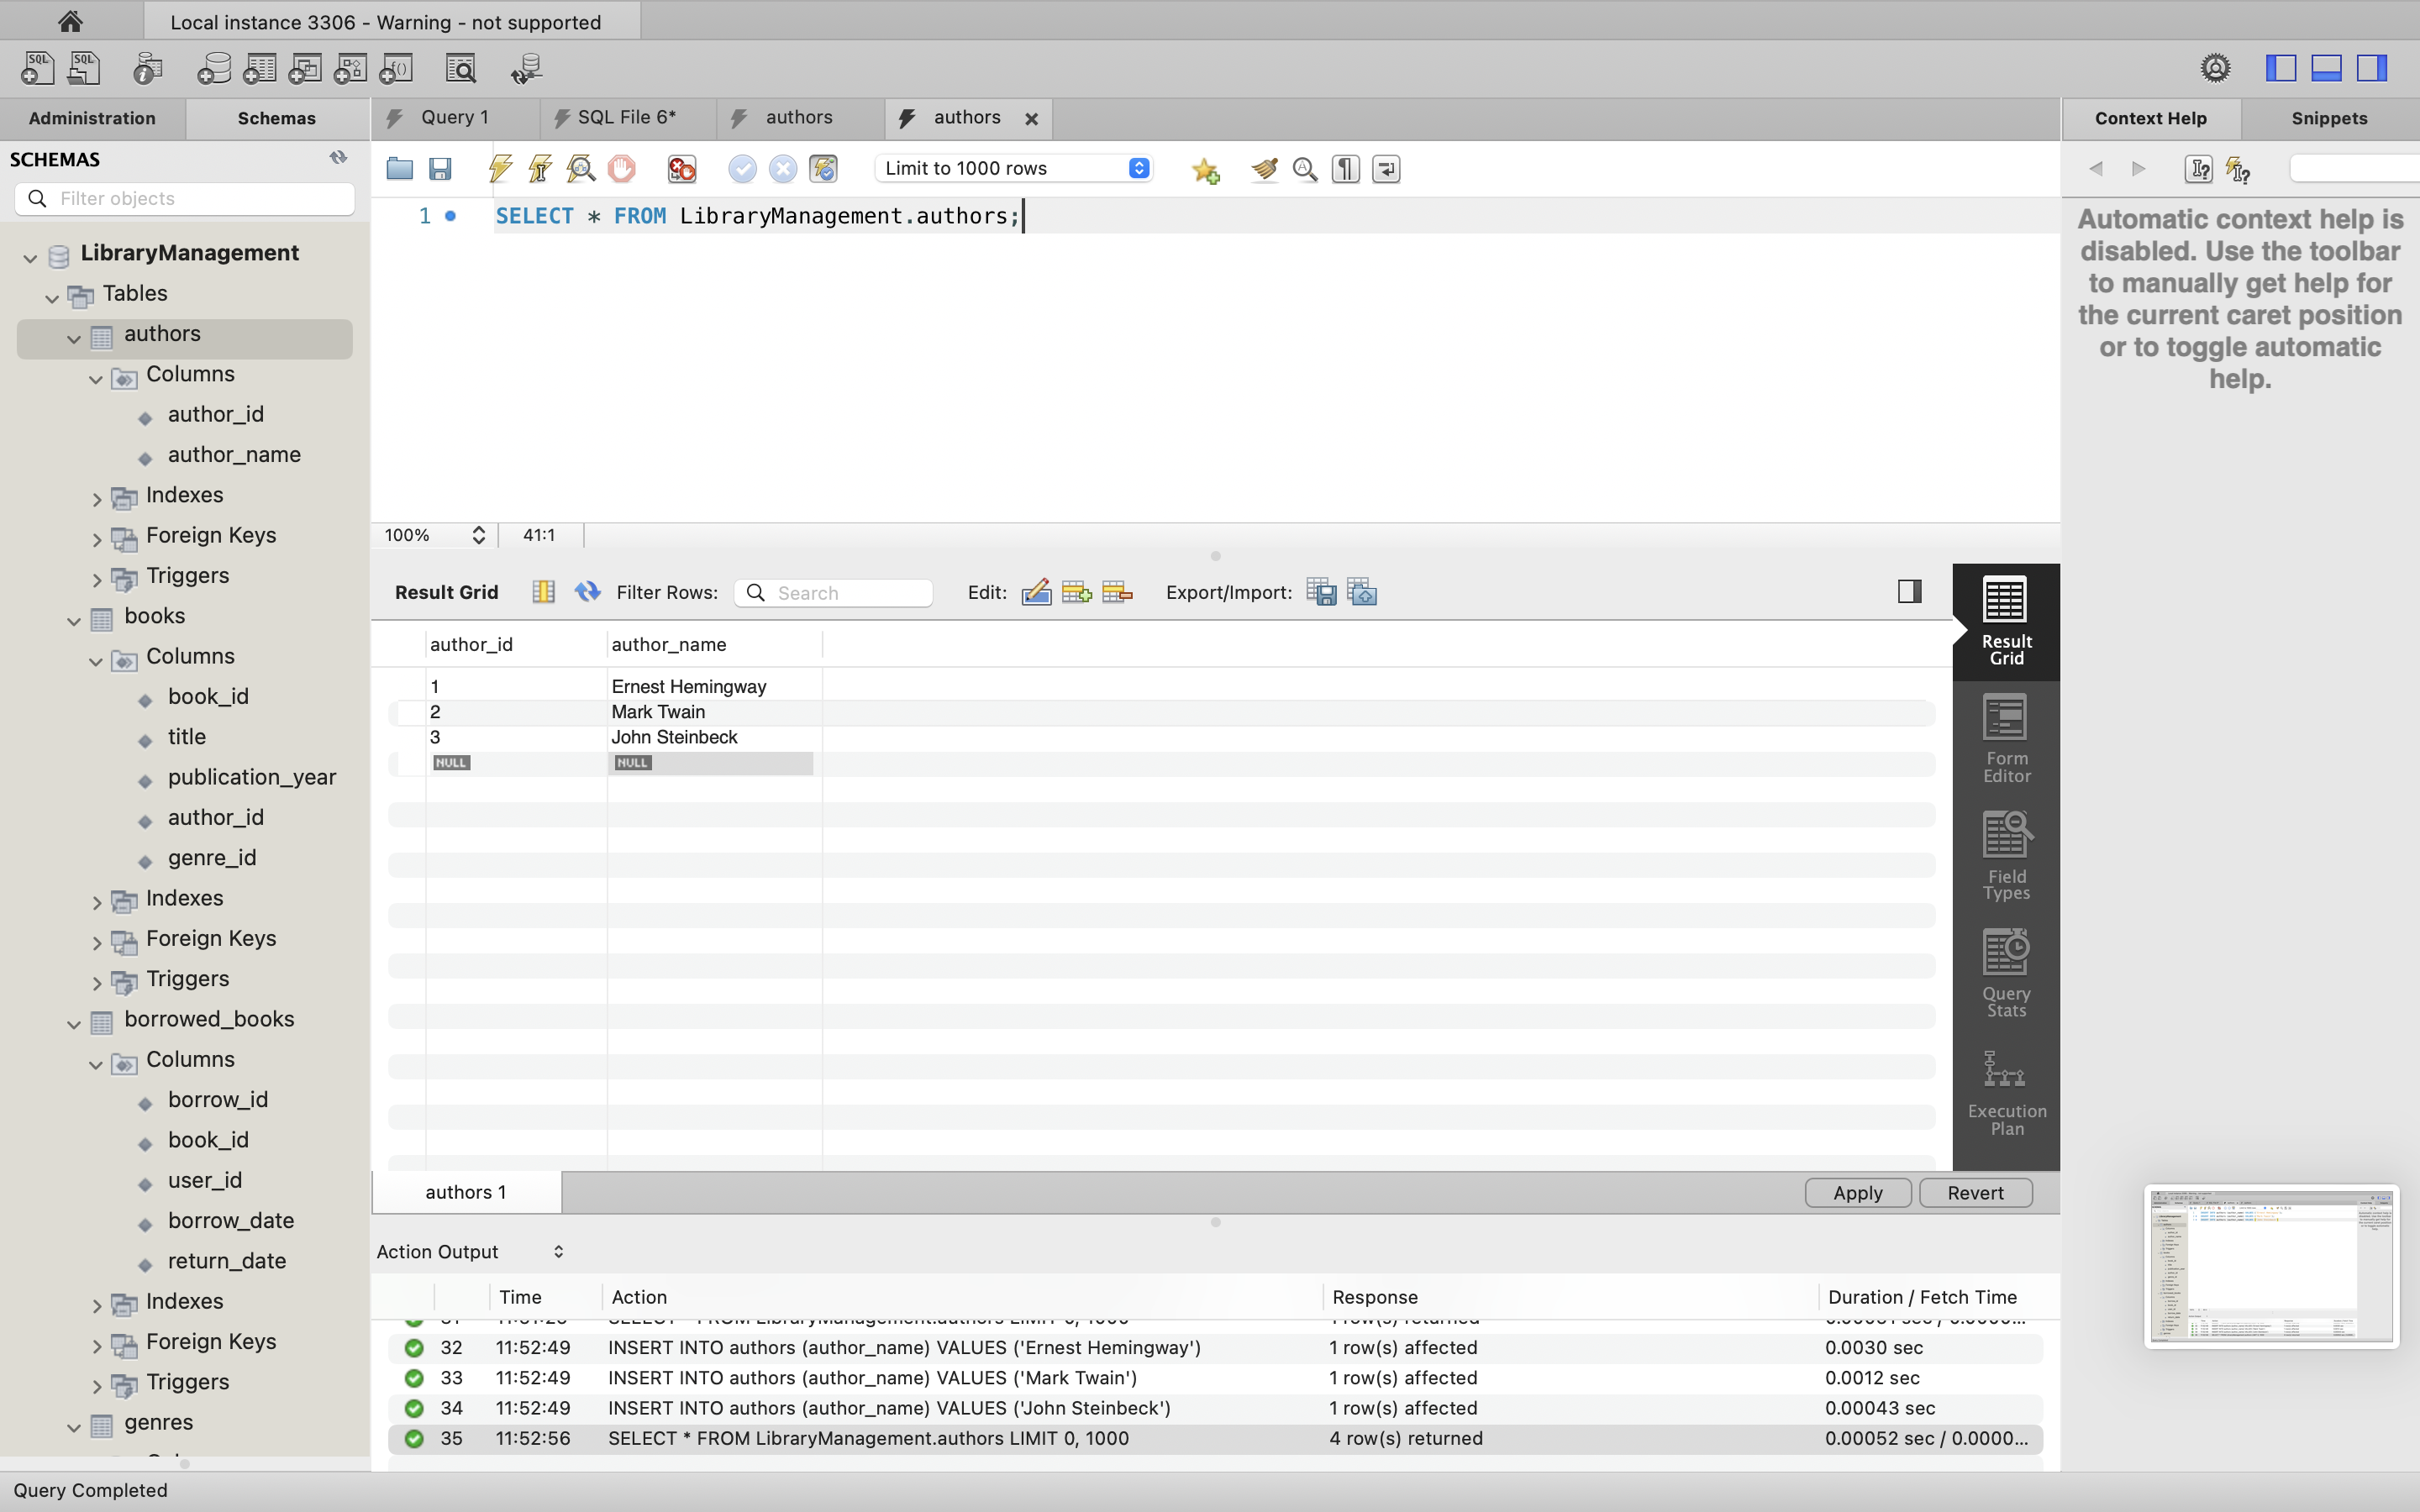 Local instance 3306 - Warning - not supported
Administration
Schemas
Query 1
SQL File 6*
authors
authors
Context Help
Snippets
SCHEMAS
Filter objects
Limit to 1000 rows
1
SELECT * FROM LibraryManagement.authors;
Automatic context help is
disabled. Use the toolbar
to manually get help for
the current caret position
or to toggle automatic
help.
LibraryManagement
Tables
authors
Columns
author_id
author_name
Indexes
Foreign Keys
Triggers
books
Columns
book_id
title
publication_year
author_id
genre_id
Indexes
Foreign Keys
Triggers
borrowed_books
Columns
borrow_id
book_id
user_id
borrow_date
return_date
Indexes
Foreign Keys
Triggers
genres
100%
41:1
Result Grid
Filter Rows:
Search
Edit:
Export/Import:
author_id author_name
1 Ernest Hemingway
2 Mark Twain
3 John Steinbeck
NULL NULL
Result
Grid
Form
Editor
Field
Types
Query
Stats
Execution
Plan
authors 1
Apply
Revert
Action Output
Time Action Response Duration / Fetch Time
32 11:52:49 INSERT INTO authors (author_name) VALUES ('Ernest Hemingway') 1 row(s) affected 0.0030 sec
33 11:52:49 INSERT INTO authors (author_name) VALUES ('Mark Twain') 1 row(s) affected 0.0012 sec
34 11:52:49 INSERT INTO authors (author_name) VALUES ('John Steinbeck') 1 row(s) affected 0.00043 sec
35 11:52:56 SELECT * FROM LibraryManagement.authors LIMIT 0, 1000 4 row(s) returned 0.00052 sec / 0.0000...
Query Completed